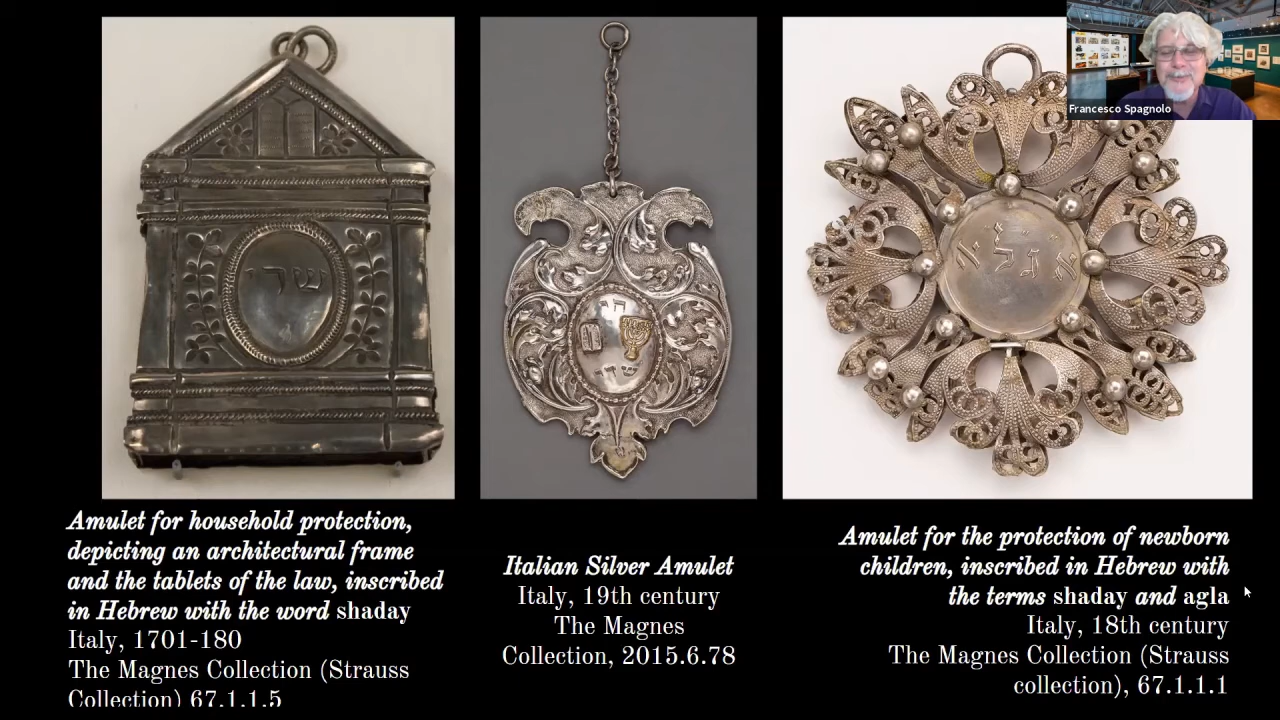 Francesco Spagnolo
שדי
חי
שדי
אגלא
Amulet for household protection,
depicting an architectural frame
and the tablets of the law, inscribed
in Hebrew with the word shaday
Italy, 1701-180
The Magnes Collection (Strauss
Collection) 67.1.1.5
Italian Silver Amulet
Italy, 19th century
The Magnes
Collection, 2015.6.78
Amulet for the protection of newborn
children, inscribed in Hebrew with
the terms shaday and agla
Italy, 18th century
The Magnes Collection (Strauss
collection), 67.1.1.1